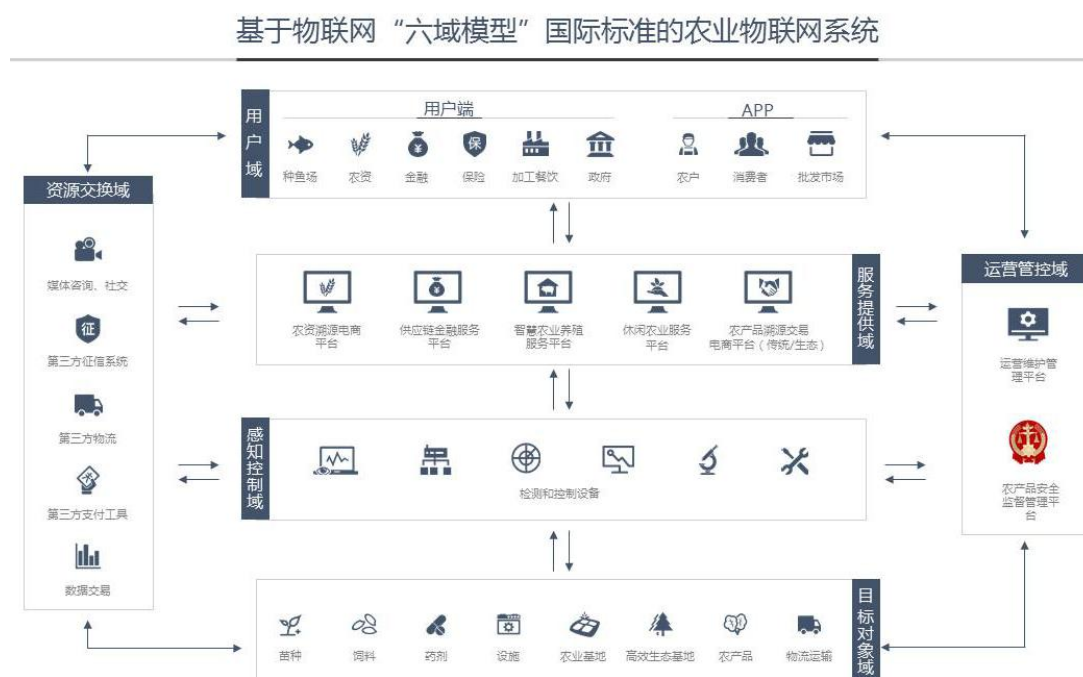 基于物联网“六域模型”国际标准的农业物联网系统
用户域
用户端
APP
种鱼场
农资
金融
保
保险
加工餐饮
政府
农户
消费者
批发市场
资源交换域
媒体咨询、社交
征
第三方征信系统
第三方物流
第三方支付工具
数据交易
服务提供域
农资溯源电商
平台
供应链金融服务
平台
智慧农业养殖
服务平台
休闲农业服务
平台
农产品溯源交易
电商平台（传统/生态）
运营管控域
运营维护管
理平台
农产品安全
监督管理平
台
感知控制域
检测和控制设备
目标对象域
苗种
饲料
药剂
设施
农业基地
高效生态基地
农产品
物流运输